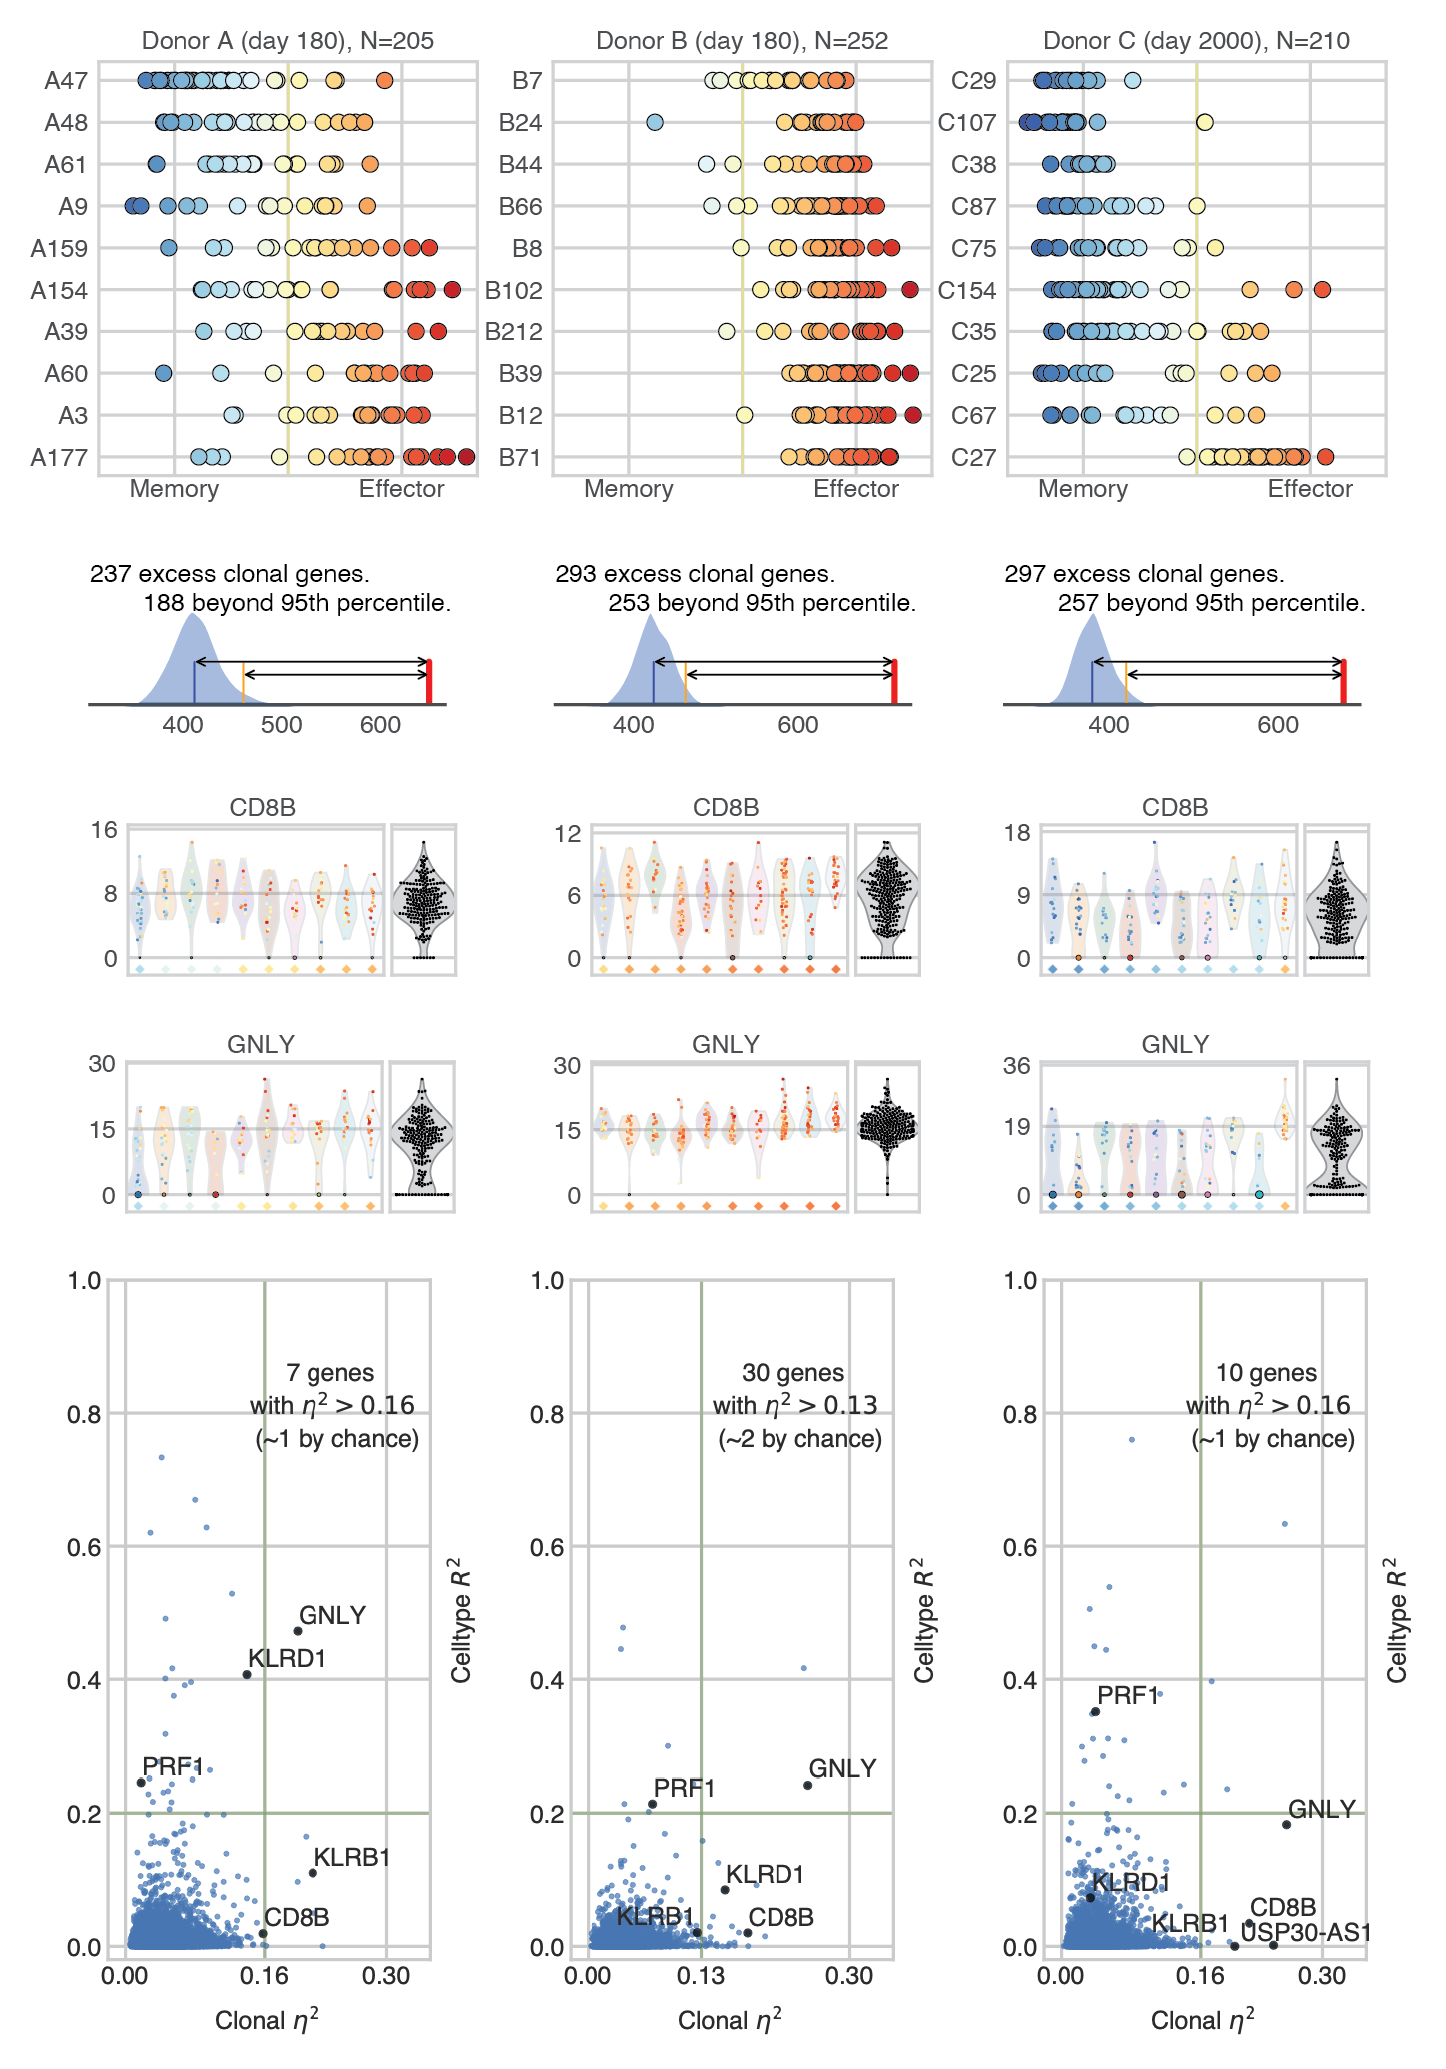 Donor A (day 180), N=205
A47
A48
A61
A9
A159
A154
A39
A60
A3
A177
Memory Effector
Donor B (day 180), N=252
B7
B24
B44
B66
B8
B102
B212
B39
B12
B71
Memory Effector
Donor C (day 2000), N=210
C29
C107
C38
C87
C75
C154
C35
C25
C67
C27
Memory Effector
237 excess clonal genes.
188 beyond 95th percentile.
400 500 600
293 excess clonal genes.
253 beyond 95th percentile.
400 600
297 excess clonal genes.
257 beyond 95th percentile.
400 600
CD8B
16
8
0
CD8B
12
6
0
CD8B
18
9
0
GNLY
30
15
0
GNLY
30
15
0
GNLY
36
19
0
1.0
0.8
0.6
0.4
0.2
0.0
7 genes
with η² > 0.16
(~1 by chance)
GNLY
KLRD1
PRF1
KLRB1
CD8B
0.00 0.16 0.30
Clonal η²
Celltype R²
1.0
0.8
0.6
0.4
0.2
0.0
30 genes
with η² > 0.13
(~2 by chance)
GNLY
PRF1
KLRD1
KLRB1
CD8B
0.00 0.13 0.30
Clonal η²
Celltype R²
1.0
0.8
0.6
0.4
0.2
0.0
10 genes
with η² > 0.16
(~1 by chance)
PRF1
GNLY
KLRD1
CD8B
KLRB1
USP30-AS1
0.00 0.16 0.30
Clonal η²
Celltype R²